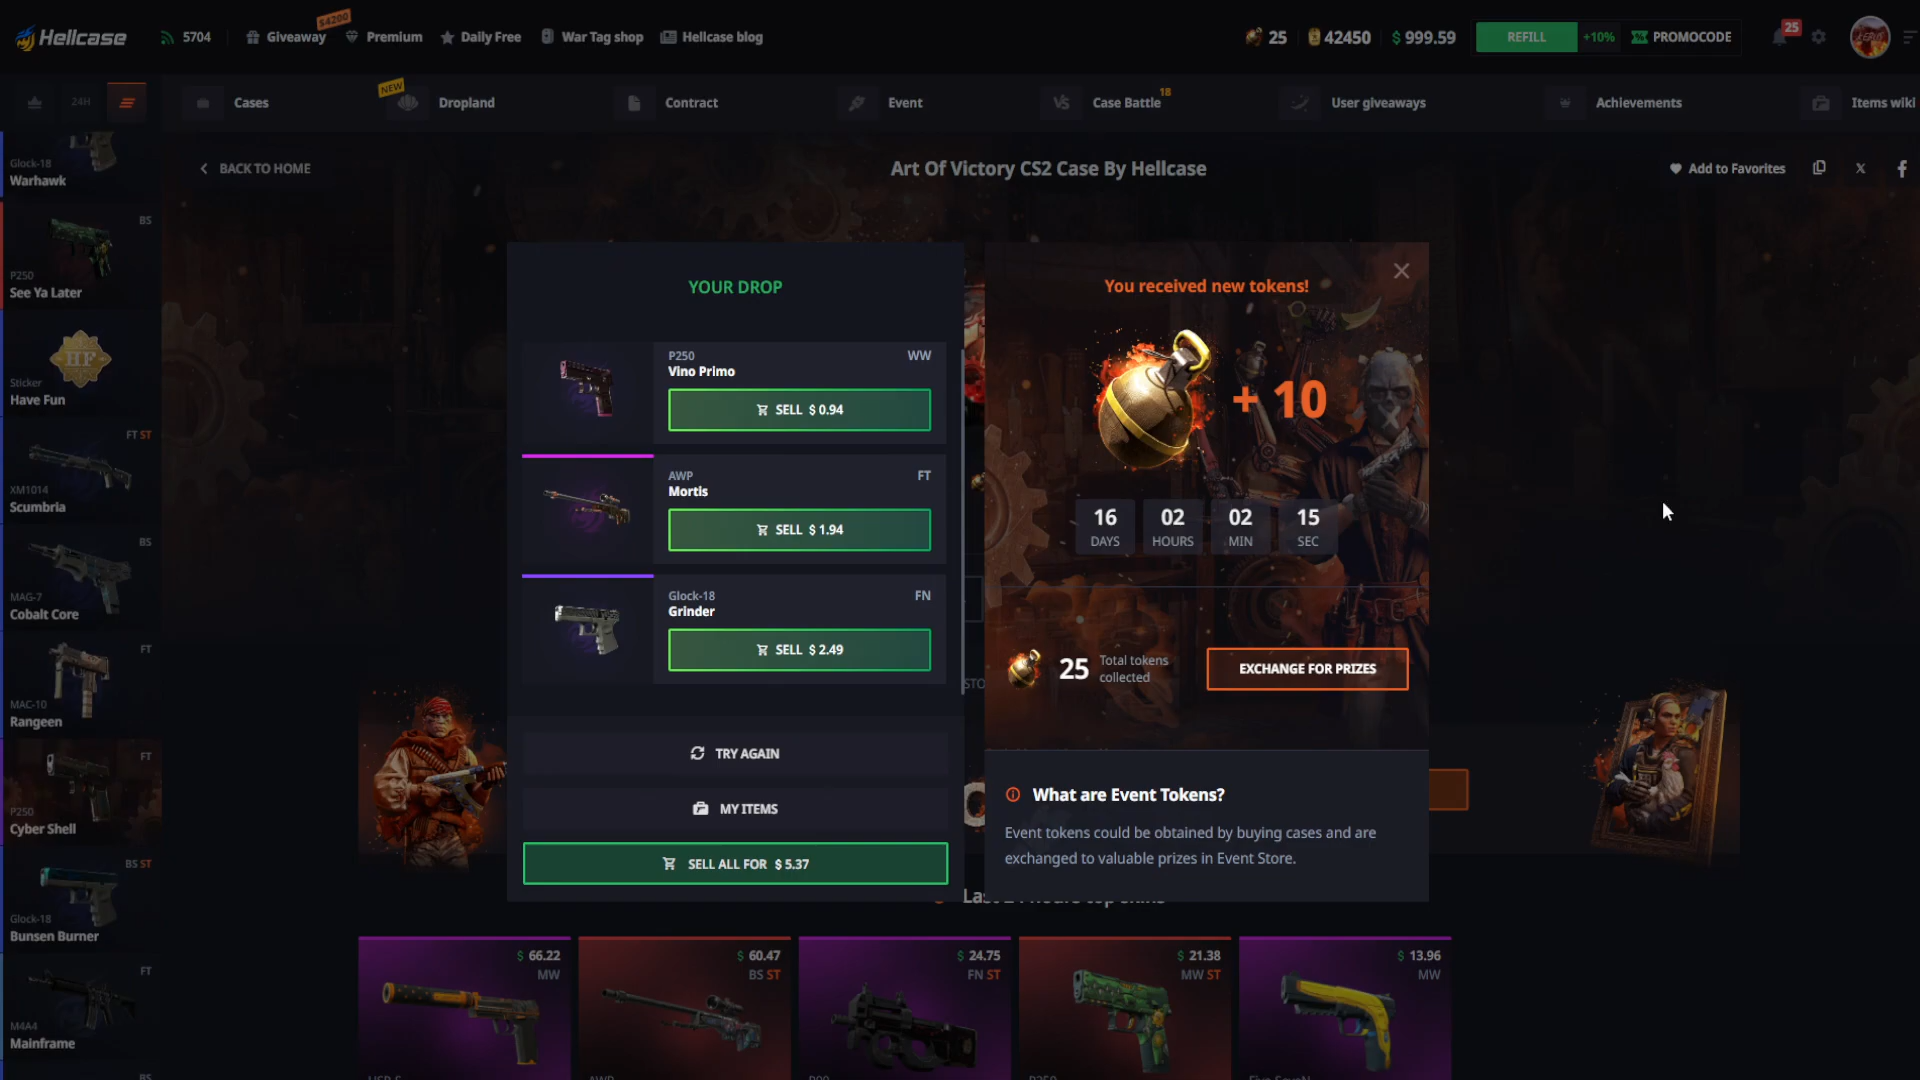 Hellcase
5704
Giveaway
$4200
Premium
Daily Free
War Tag shop
Hellcase blog
25
42450
$ 999.59
REFILL
+10%
PROMOCODE
25
24H
Cases
NEW
Dropland
Contract
Event
VS
Case Battle
18
User giveaways
Achievements
Items wiki
BACK TO HOME
Art Of Victory CS2 Case By Hellcase
Add to Favorites
Glock-18
Warhawk
BS
P250
See Ya Later
HF
Sticker
Have Fun
FT ST
XM1014
Scumbria
BS
MAG-7
Cobalt Core
FT
MAC-10
Rangeen
FT
P250
Cyber Shell
BS ST
Glock-18
Bunsen Burner
FT
M4A4
Mainframe
BS
YOUR DROP
P250
WW
Vino Primo
SELL $ 0.94
AWP
FT
Mortis
SELL $ 1.94
Glock-18
FN
Grinder
SELL $ 2.49
TRY AGAIN
MY ITEMS
SELL ALL FOR $ 5.37
You received new tokens!
+ 10
16
DAYS
02
HOURS
02
MIN
15
SEC
25
Total tokens
collected
EXCHANGE FOR PRIZES
What are Event Tokens?
Event tokens could be obtained by buying cases and are
exchanged to valuable prizes in Event Store.
$ 66.22
MW
$ 60.47
BS ST
AWP
$ 24.75
FN ST
P90
$ 21.38
MW ST
P250
$ 13.96
MW